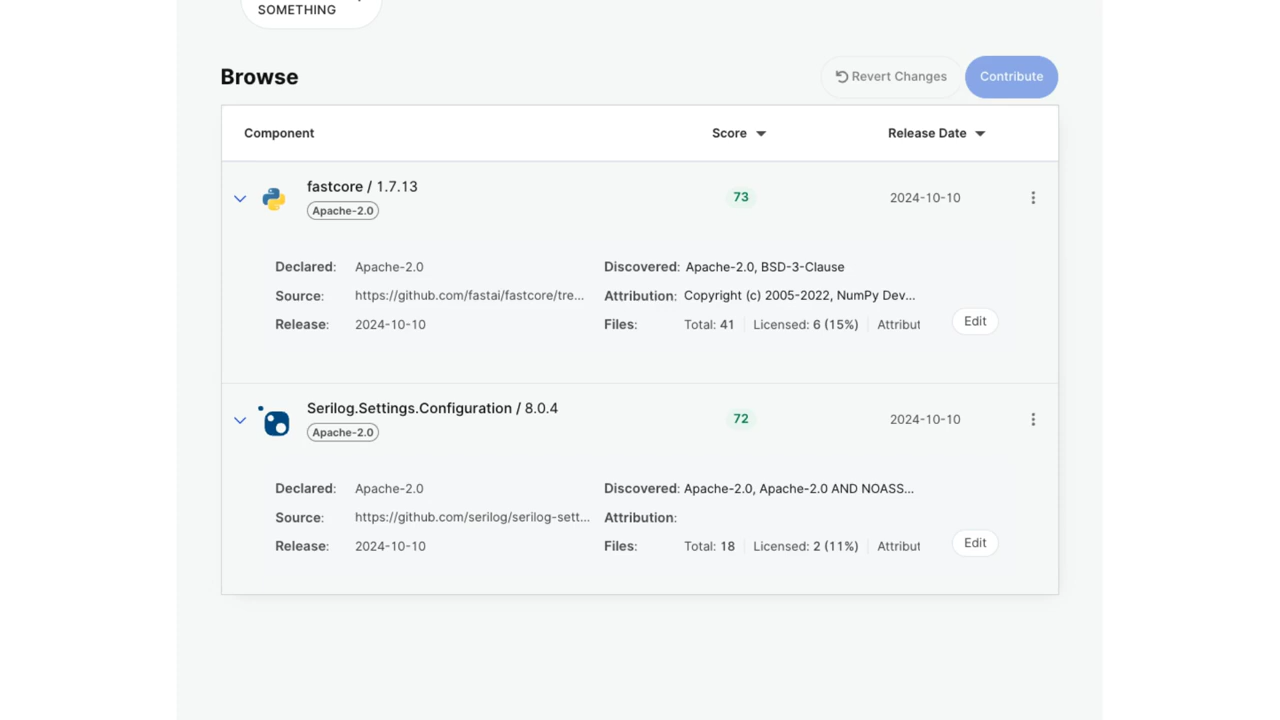 SOMETHING
Browse
Revert Changes
Contribute
Component
Score
Release Date
fastcore / 1.7.13
Apache-2.0
73
2024-10-10
Declared: Apache-2.0
Discovered: Apache-2.0, BSD-3-Clause
Source: https://github.com/fastai/fastcore/tre...
Attribution: Copyright (c) 2005-2022, NumPy Dev...
Release: 2024-10-10
Files: Total: 41 Licensed: 6 (15%) Attribut
Edit
Serilog.Settings.Configuration / 8.0.4
Apache-2.0
72
2024-10-10
Declared: Apache-2.0
Discovered: Apache-2.0, Apache-2.0 AND NOASS...
Source: https://github.com/serilog/serilog-sett...
Attribution:
Release: 2024-10-10
Files: Total: 18 Licensed: 2 (11%) Attribut
Edit